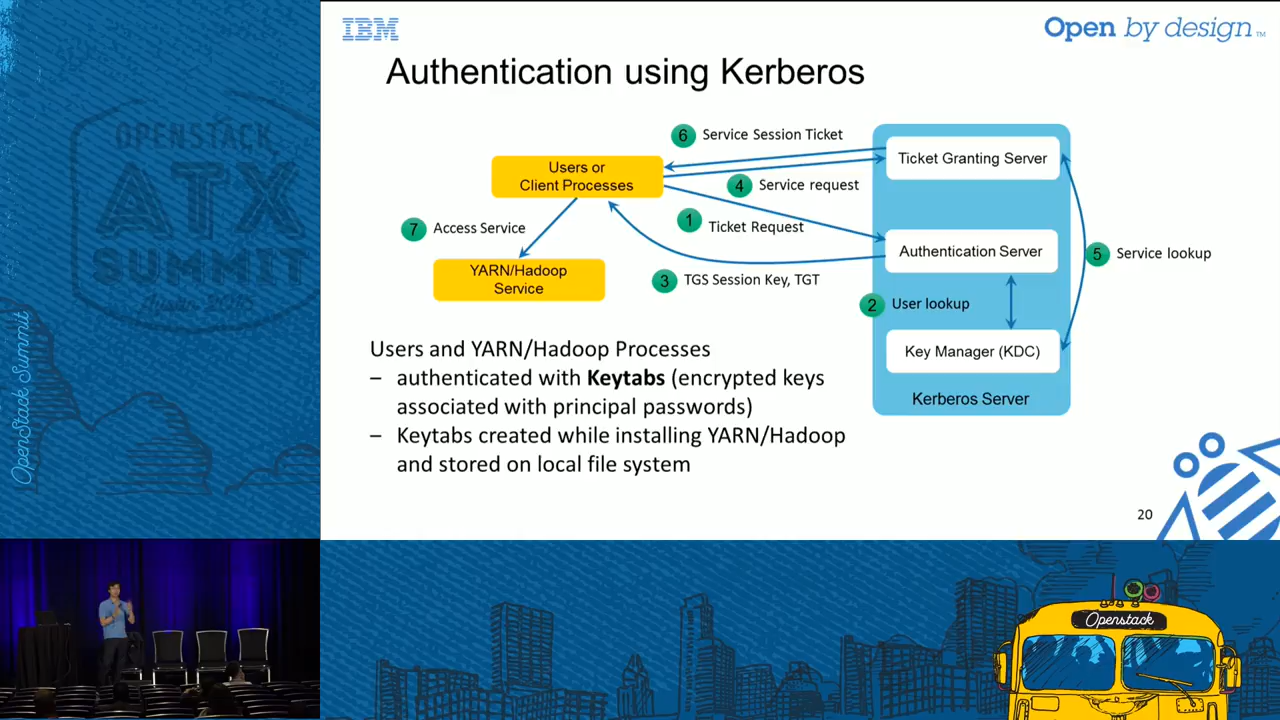 IBM
Open by design™
Authentication using Kerberos
6 Service Session Ticket
Ticket Granting Server
Users or
Client Processes
4 Service request
1 Ticket Request
7 Access Service
Authentication Server
5 Service lookup
YARN/Hadoop
Service
3 TGS Session Key, TGT
2 User lookup
Key Manager (KDC)
Kerberos Server
Users and YARN/Hadoop Processes
– authenticated with Keytabs (encrypted keys
associated with principal passwords)
– Keytabs created while installing YARN/Hadoop
and stored on local file system
20
OPENSTACK
ATX
SUMMIT
OpenStack Summit
Openstack